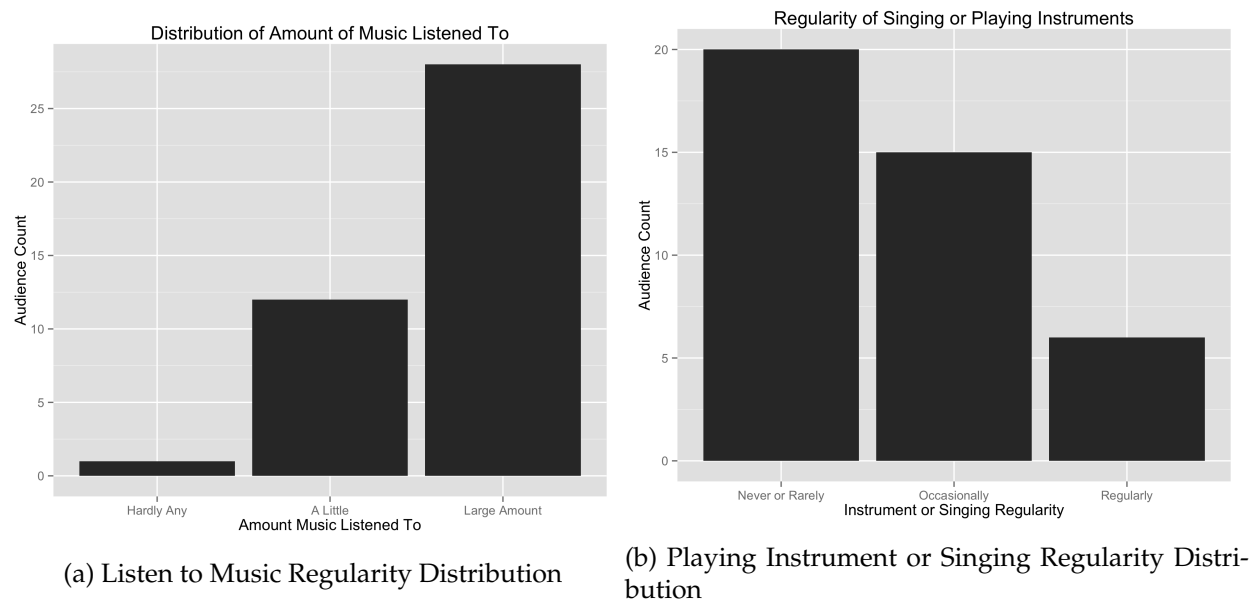 Distribution of Amount of Music Listened To
Audience Count
25
20
15
10
5
0
Hardly Any
A Little
Large Amount
Amount Music Listened To
(a) Listen to Music Regularity Distribution
Regularity of Singing or Playing Instruments
Audience Count
20
15
10
5
0
Never or Rarely
Occasionally
Regularly
Instrument or Singing Regularity
(b) Playing Instrument or Singing Regularity Distri-
bution